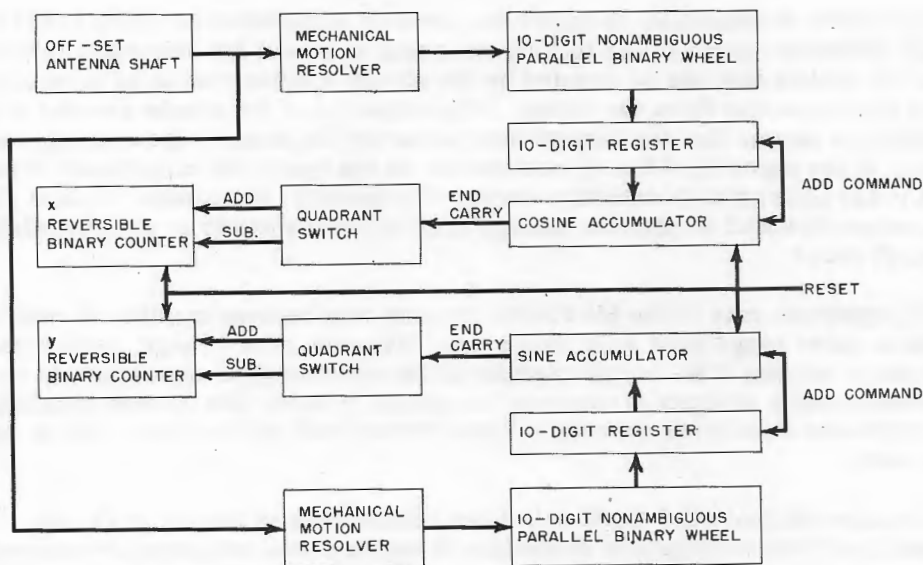 OFF-SET
ANTENNA SHAFT
MECHANICAL
MOTION
RESOLVER
10-DIGIT NONAMBIGUOUS
PARALLEL BINARY WHEEL
10-DIGIT REGISTER
ADD COMMAND
x
REVERSIBLE
BINARY COUNTER
ADD
SUB.
QUADRANT
SWITCH
END
CARRY
COSINE ACCUMULATOR
RESET
y
REVERSIBLE
BINARY COUNTER
ADD
SUB.
QUADRANT
SWITCH
END
CARRY
SINE ACCUMULATOR
ADD COMMAND
10-DIGIT REGISTER
MECHANICAL
MOTION
RESOLVER
10-DIGIT NONAMBIGUOUS
PARALLEL BINARY WHEEL